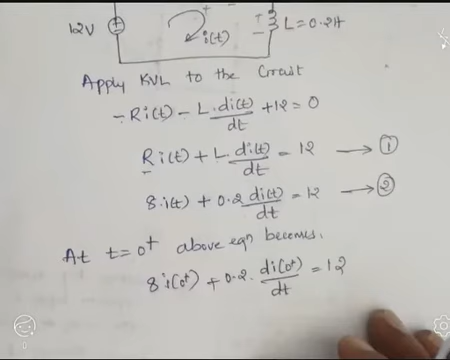 12V + − + i(t) + − L=0.2H
Apply KVL to the Circuit
−Ri(t) − L.di(t)/dt +12=0
Ri(t) + L di(t)/dt = 12 → ①
8.i(t) + 0.2 di(t)/dt = 12 → ②
At t=0⁺ above eqn becomes.
8i(0⁺) + 0.2. di(0⁺)/dt = 12